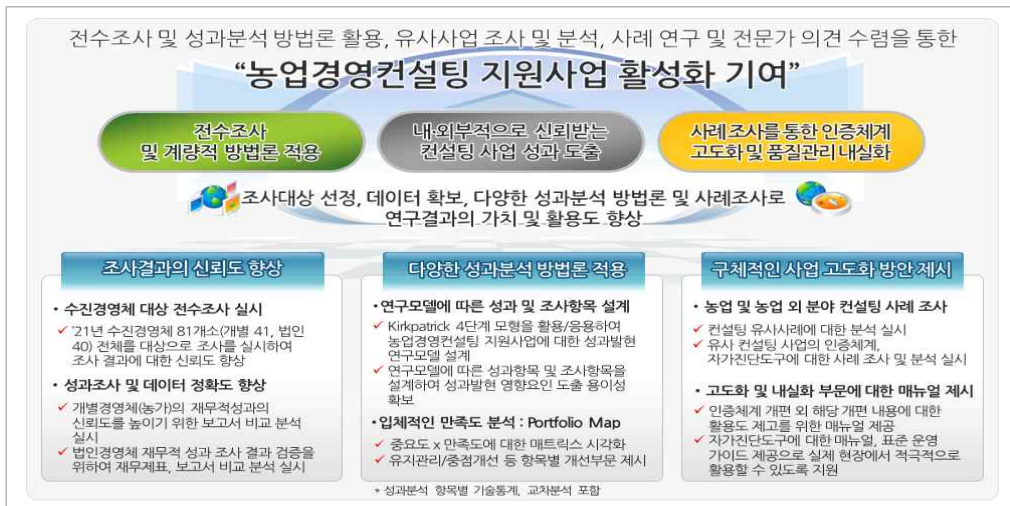 전수조사 및 성과분석 방법론 활용, 유사사업 조사 및 분석, 사례 연구 및 전문가 의견 수렴을 통한
“농업경영컨설팅 지원사업 활성화 기여”
전수조사
및 계량적 방법론 적용
내·외부적으로 신뢰받는
컨설팅 사업 성과 도출
사례 조사를 통한 인증체계
고도화 및 품질관리 내실화
조사대상 선정, 데이터 확보, 다양한 성과분석 방법론 및 사례조사로
연구결과의 가치 및 활용도 향상
조사결과의 신뢰도 향상
• 수진경영체 대상 전수조사 실시
✓ '21년 수진경영체 81개소(개별 41, 법인
40) 전체를 대상으로 조사를 실시하여
조사 결과에 대한 신뢰도 향상
• 성과조사 및 데이터 정확도 향상
✓ 개별경영체(농가)의 재무적성과의
신뢰도를 높이기 위한 보고서 비교 분석
실시
✓ 법인경영체 재무적 성과 조사 결과 검증을
위하여 재무제표, 보고서 비교 분석 실시
다양한 성과분석 방법론 적용
• 연구모델에 따른 성과 및 조사항목 설계
✓ Kirkpatrick 4단계 모형을 활용/응용하여
농업경영컨설팅 지원사업에 대한 성과발현
연구모델 설계
✓ 연구모델에 따른 성과항목 및 조사항목을
설계하여 성과발현 영향요인 도출 용이성
확보
• 입체적인 만족도 분석 : Portfolio Map
✓ 중요도 x 만족도에 대한 매트릭스 시각화
✓ 유지관리/중점개선 등 항목별 개선부문 제시
* 성과분석 항목별 기술통계, 교차분석 포함
구체적인 사업 고도화 방안 제시
• 농업 및 농업 외 분야 컨설팅 사례 조사
✓ 컨설팅 유사사례에 대한 분석 실시
✓ 유사 컨설팅 사업의 인증체계,
자가진단도구에 대한 사례 조사 및 분석 실시
• 고도화 및 내실화 부문에 대한 매뉴얼 제시
✓ 인증체계 개편 외 해당 개편 내용에 대한
활용도 제고를 위한 매뉴얼 제공
✓ 자가진단도구에 대한 매뉴얼, 표준 운영
가이드 제공으로 실제 현장에서 적극적으로
활용할 수 있도록 지원